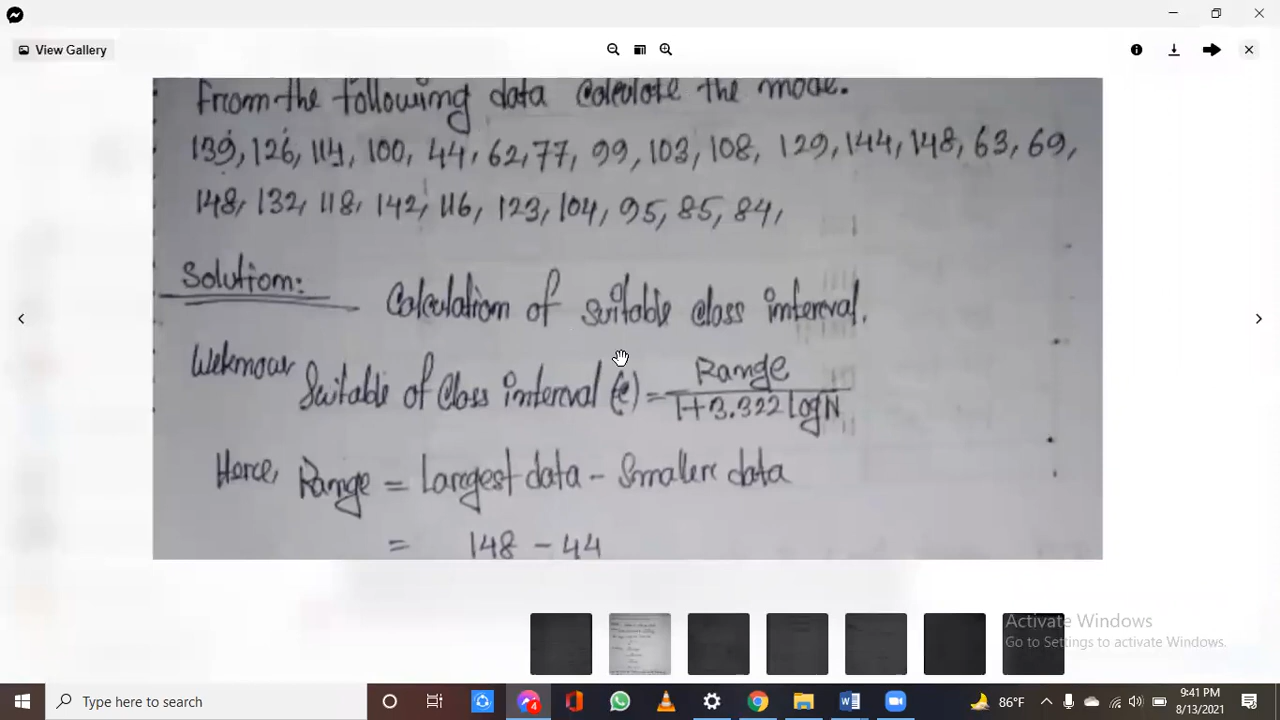 View Gallery
From the following data calculate the mode.
139, 126, 114, 100, 44, 62, 77, 99, 103, 108, 129, 144, 148, 63, 69,
148, 132, 118, 142, 116, 123, 104, 95, 85, 84,
Solution:
Calculation of suitable class interval.
We know Suitable of Class interval (c) = Range / 1+3.322 log N
Here, Range = Largest data - Smaller data
= 148 - 44
Activate Windows
Go to Settings to activate Windows.
Type here to search
4
86°F
9:41 PM
8/13/2021